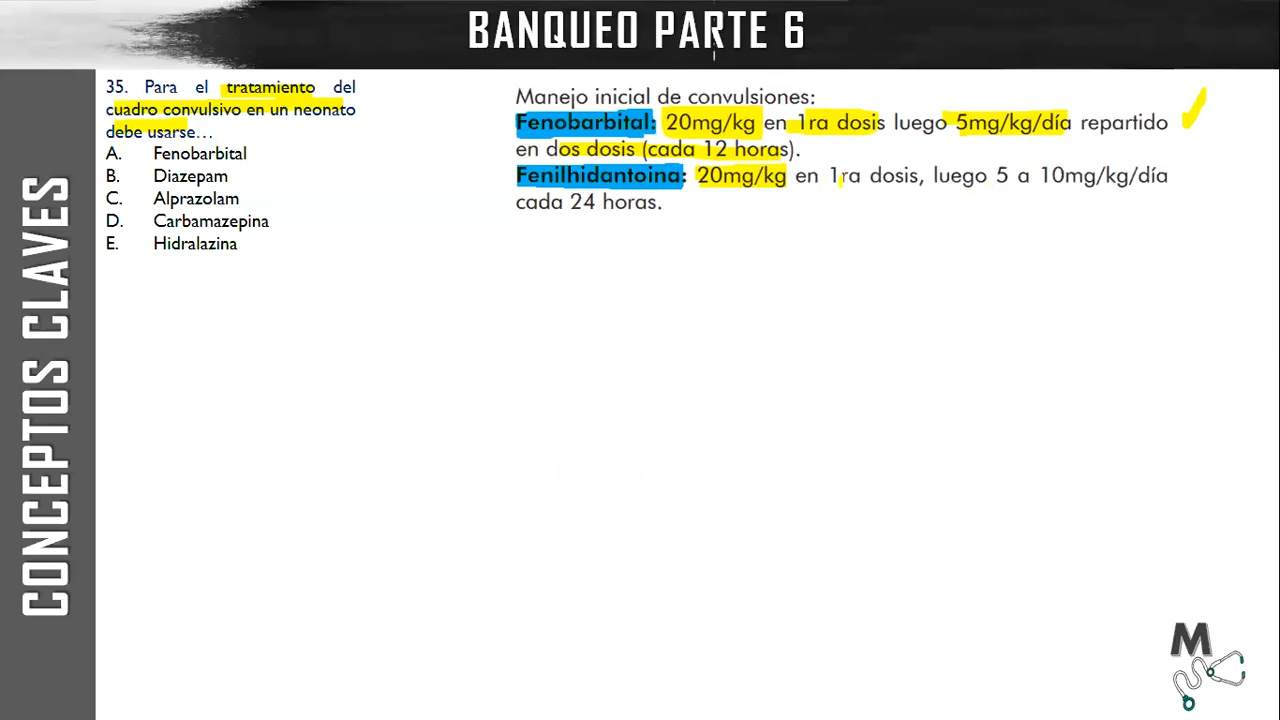 BANQUEO PARTE 6
CONCEPTOS CLAVES
35. Para el tratamiento del
cuadro convulsivo en un neonato
debe usarse…
A. Fenobarbital
B. Diazepam
C. Alprazolam
D. Carbamazepina
E. Hidralazina
Manejo inicial de convulsiones:
Fenobarbital: 20mg/kg en 1ra dosis luego 5mg/kg/día repartido
en dos dosis (cada 12 horas).
Fenilhidantoina: 20mg/kg en 1ra dosis, luego 5 a 10mg/kg/día
cada 24 horas.
M